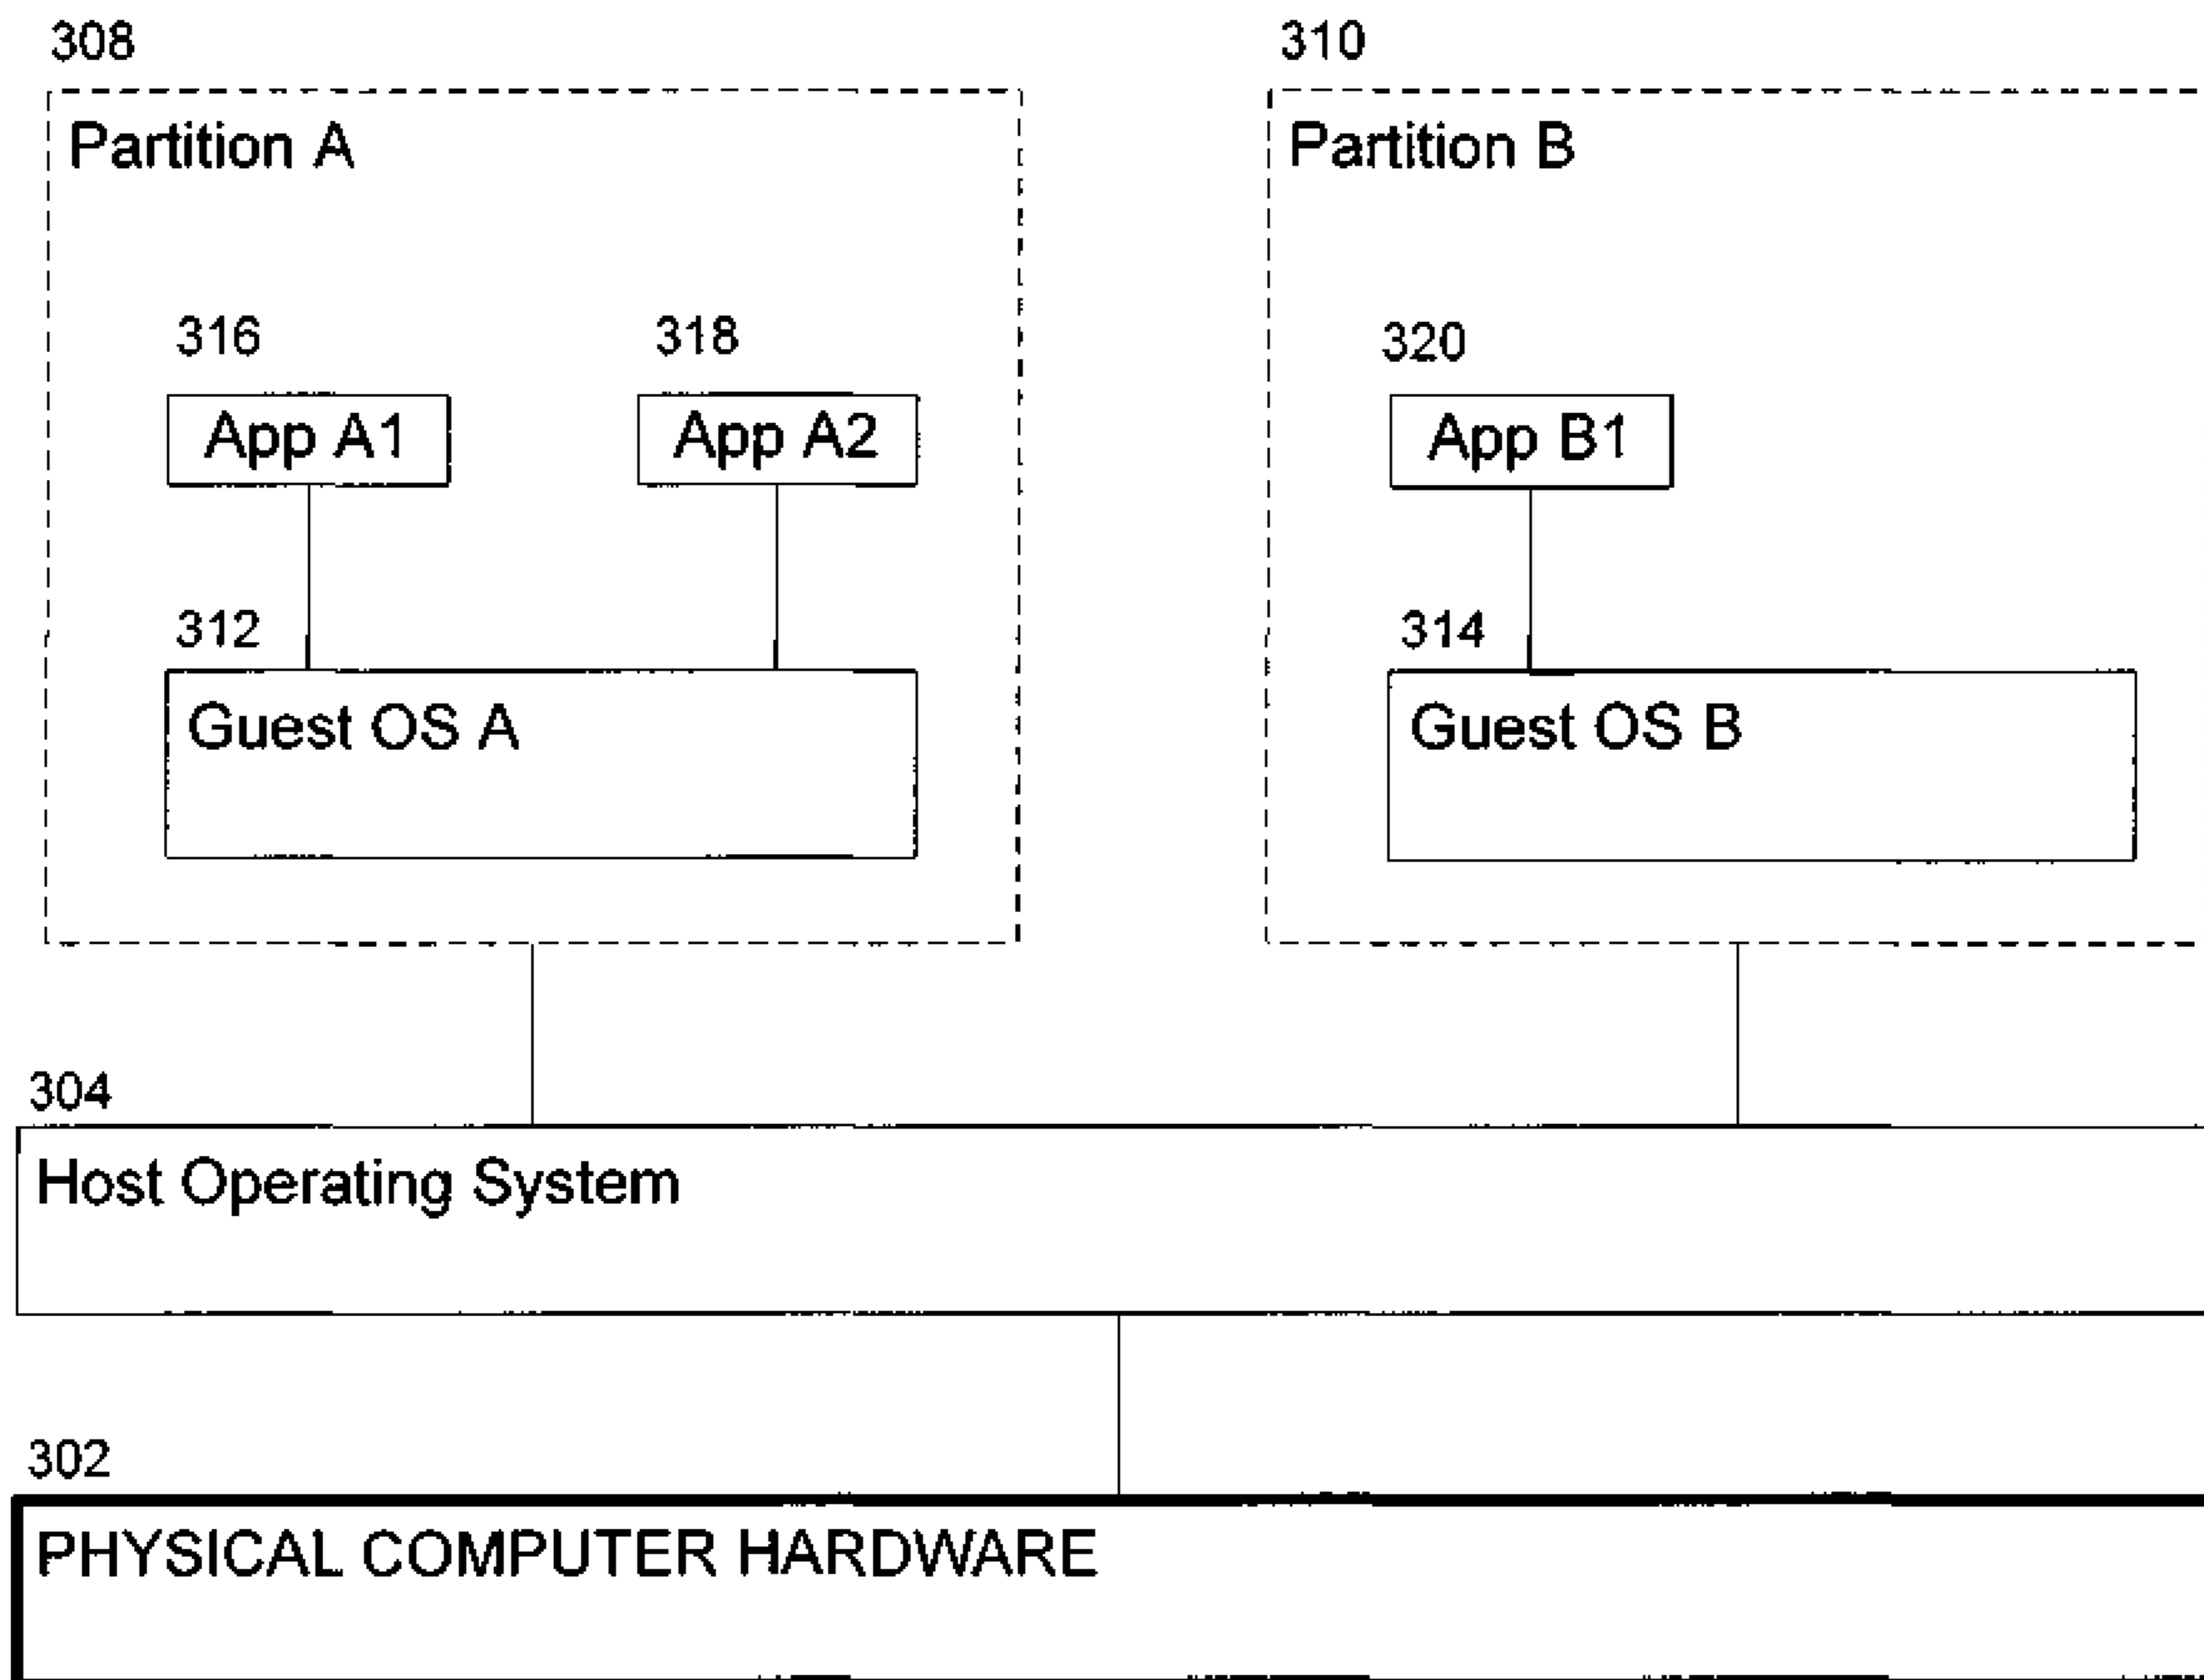 308
310
Partition A
Partition B
316
318
320
App A1
App A2
App B1
312
314
Guest OS A
Guest OS B
304
Host Operating System
302
PHYSICAL COMPUTER HARDWARE